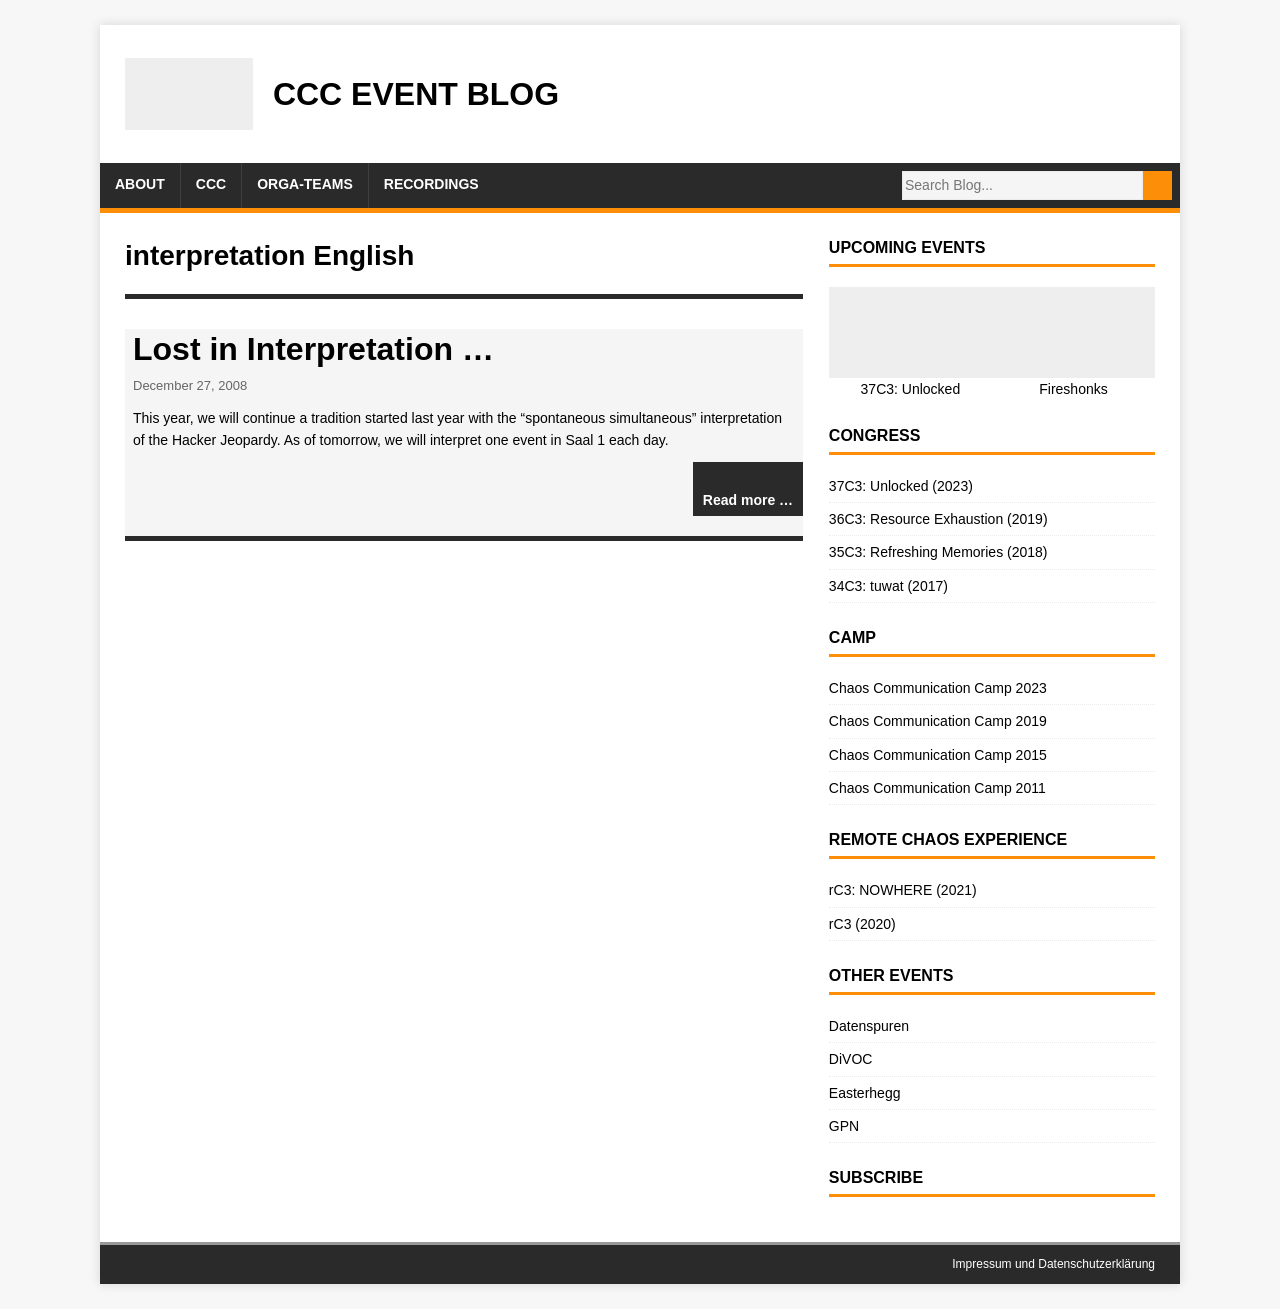 CCC EVENT BLOG
ABOUT
CCC
ORGA-TEAMS
RECORDINGS
Search Blog...
interpretation English
Lost in Interpretation …
December 27, 2008
This year, we will continue a tradition started last year with the “spontaneous simultaneous” interpretation
of the Hacker Jeopardy. As of tomorrow, we will interpret one event in Saal 1 each day.
Read more …
UPCOMING EVENTS
37C3: Unlocked
Fireshonks
CONGRESS
37C3: Unlocked (2023)
36C3: Resource Exhaustion (2019)
35C3: Refreshing Memories (2018)
34C3: tuwat (2017)
CAMP
Chaos Communication Camp 2023
Chaos Communication Camp 2019
Chaos Communication Camp 2015
Chaos Communication Camp 2011
REMOTE CHAOS EXPERIENCE
rC3: NOWHERE (2021)
rC3 (2020)
OTHER EVENTS
Datenspuren
DiVOC
Easterhegg
GPN
SUBSCRIBE
Impressum und Datenschutzerklärung